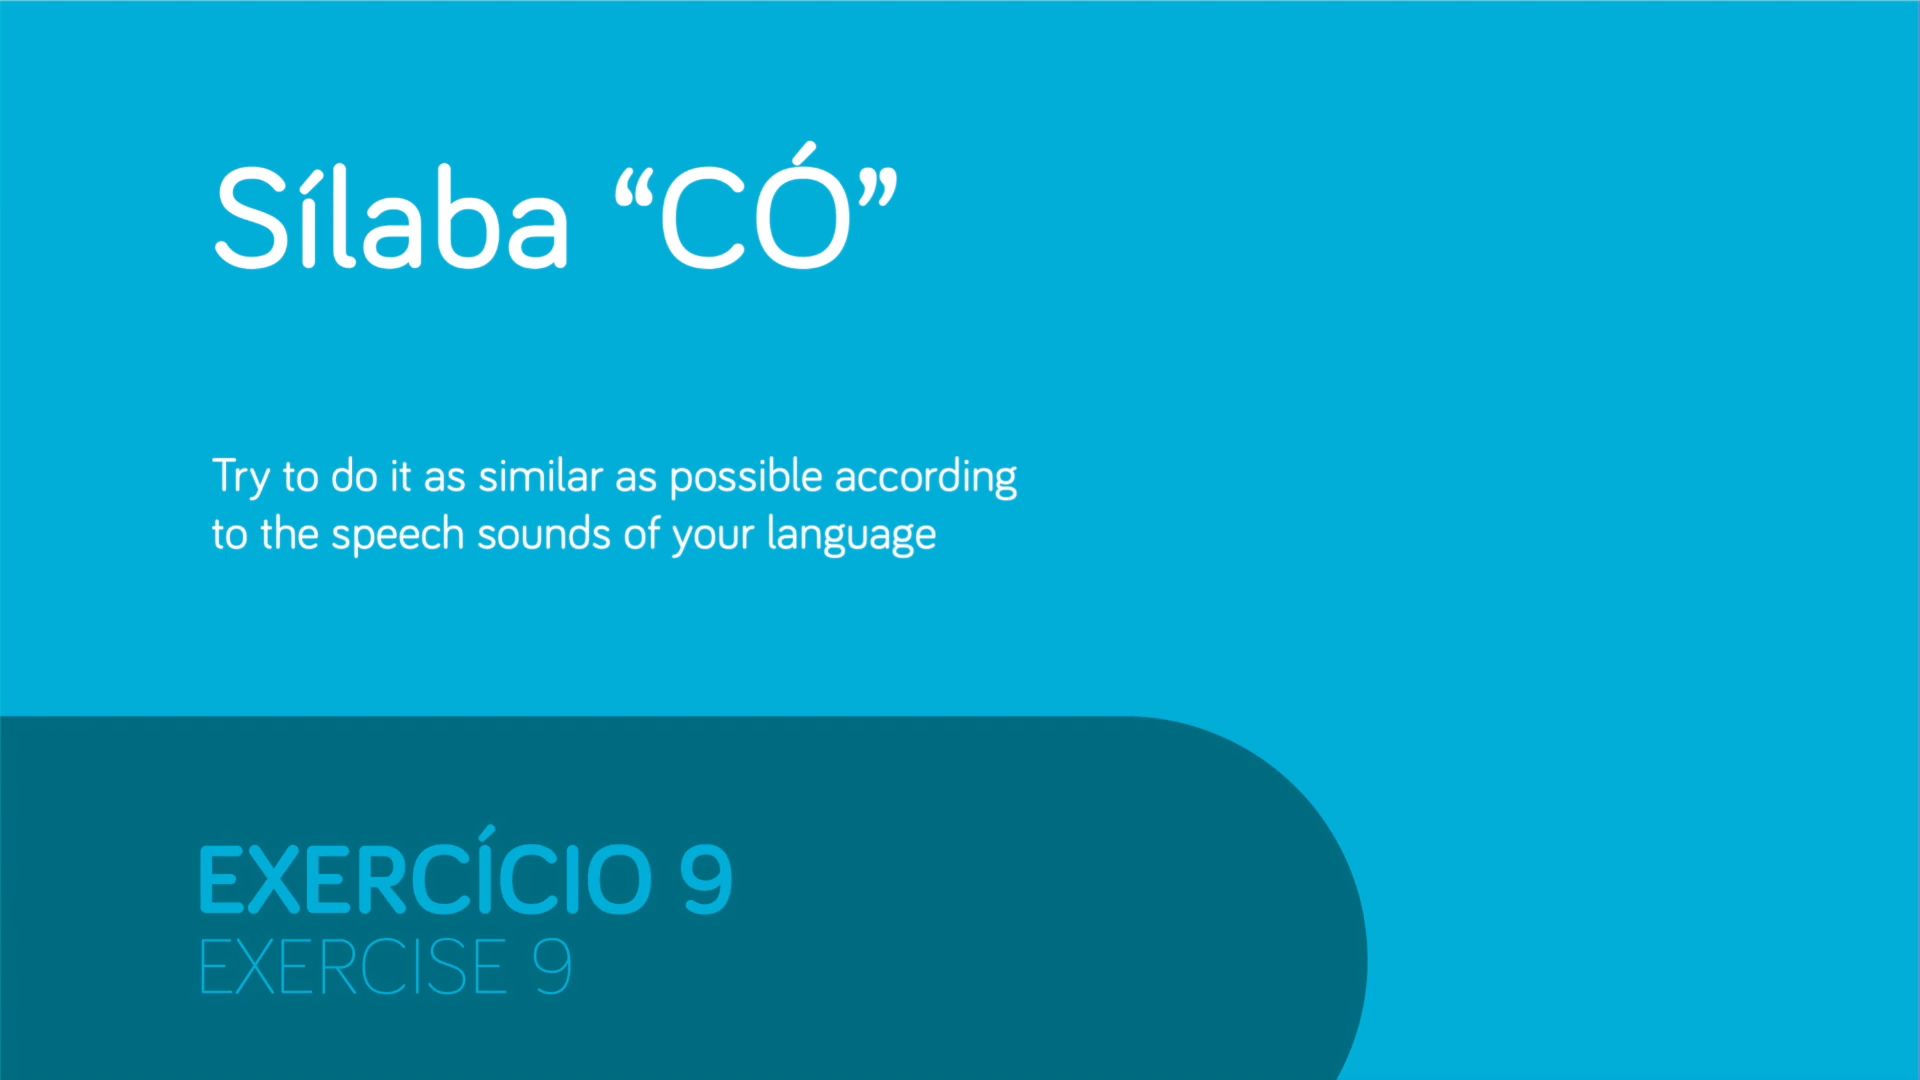 Sílaba “CÓ”
Try to do it as similar as possible according
to the speech sounds of your language
EXERCÍCIO 9
EXERCISE 9